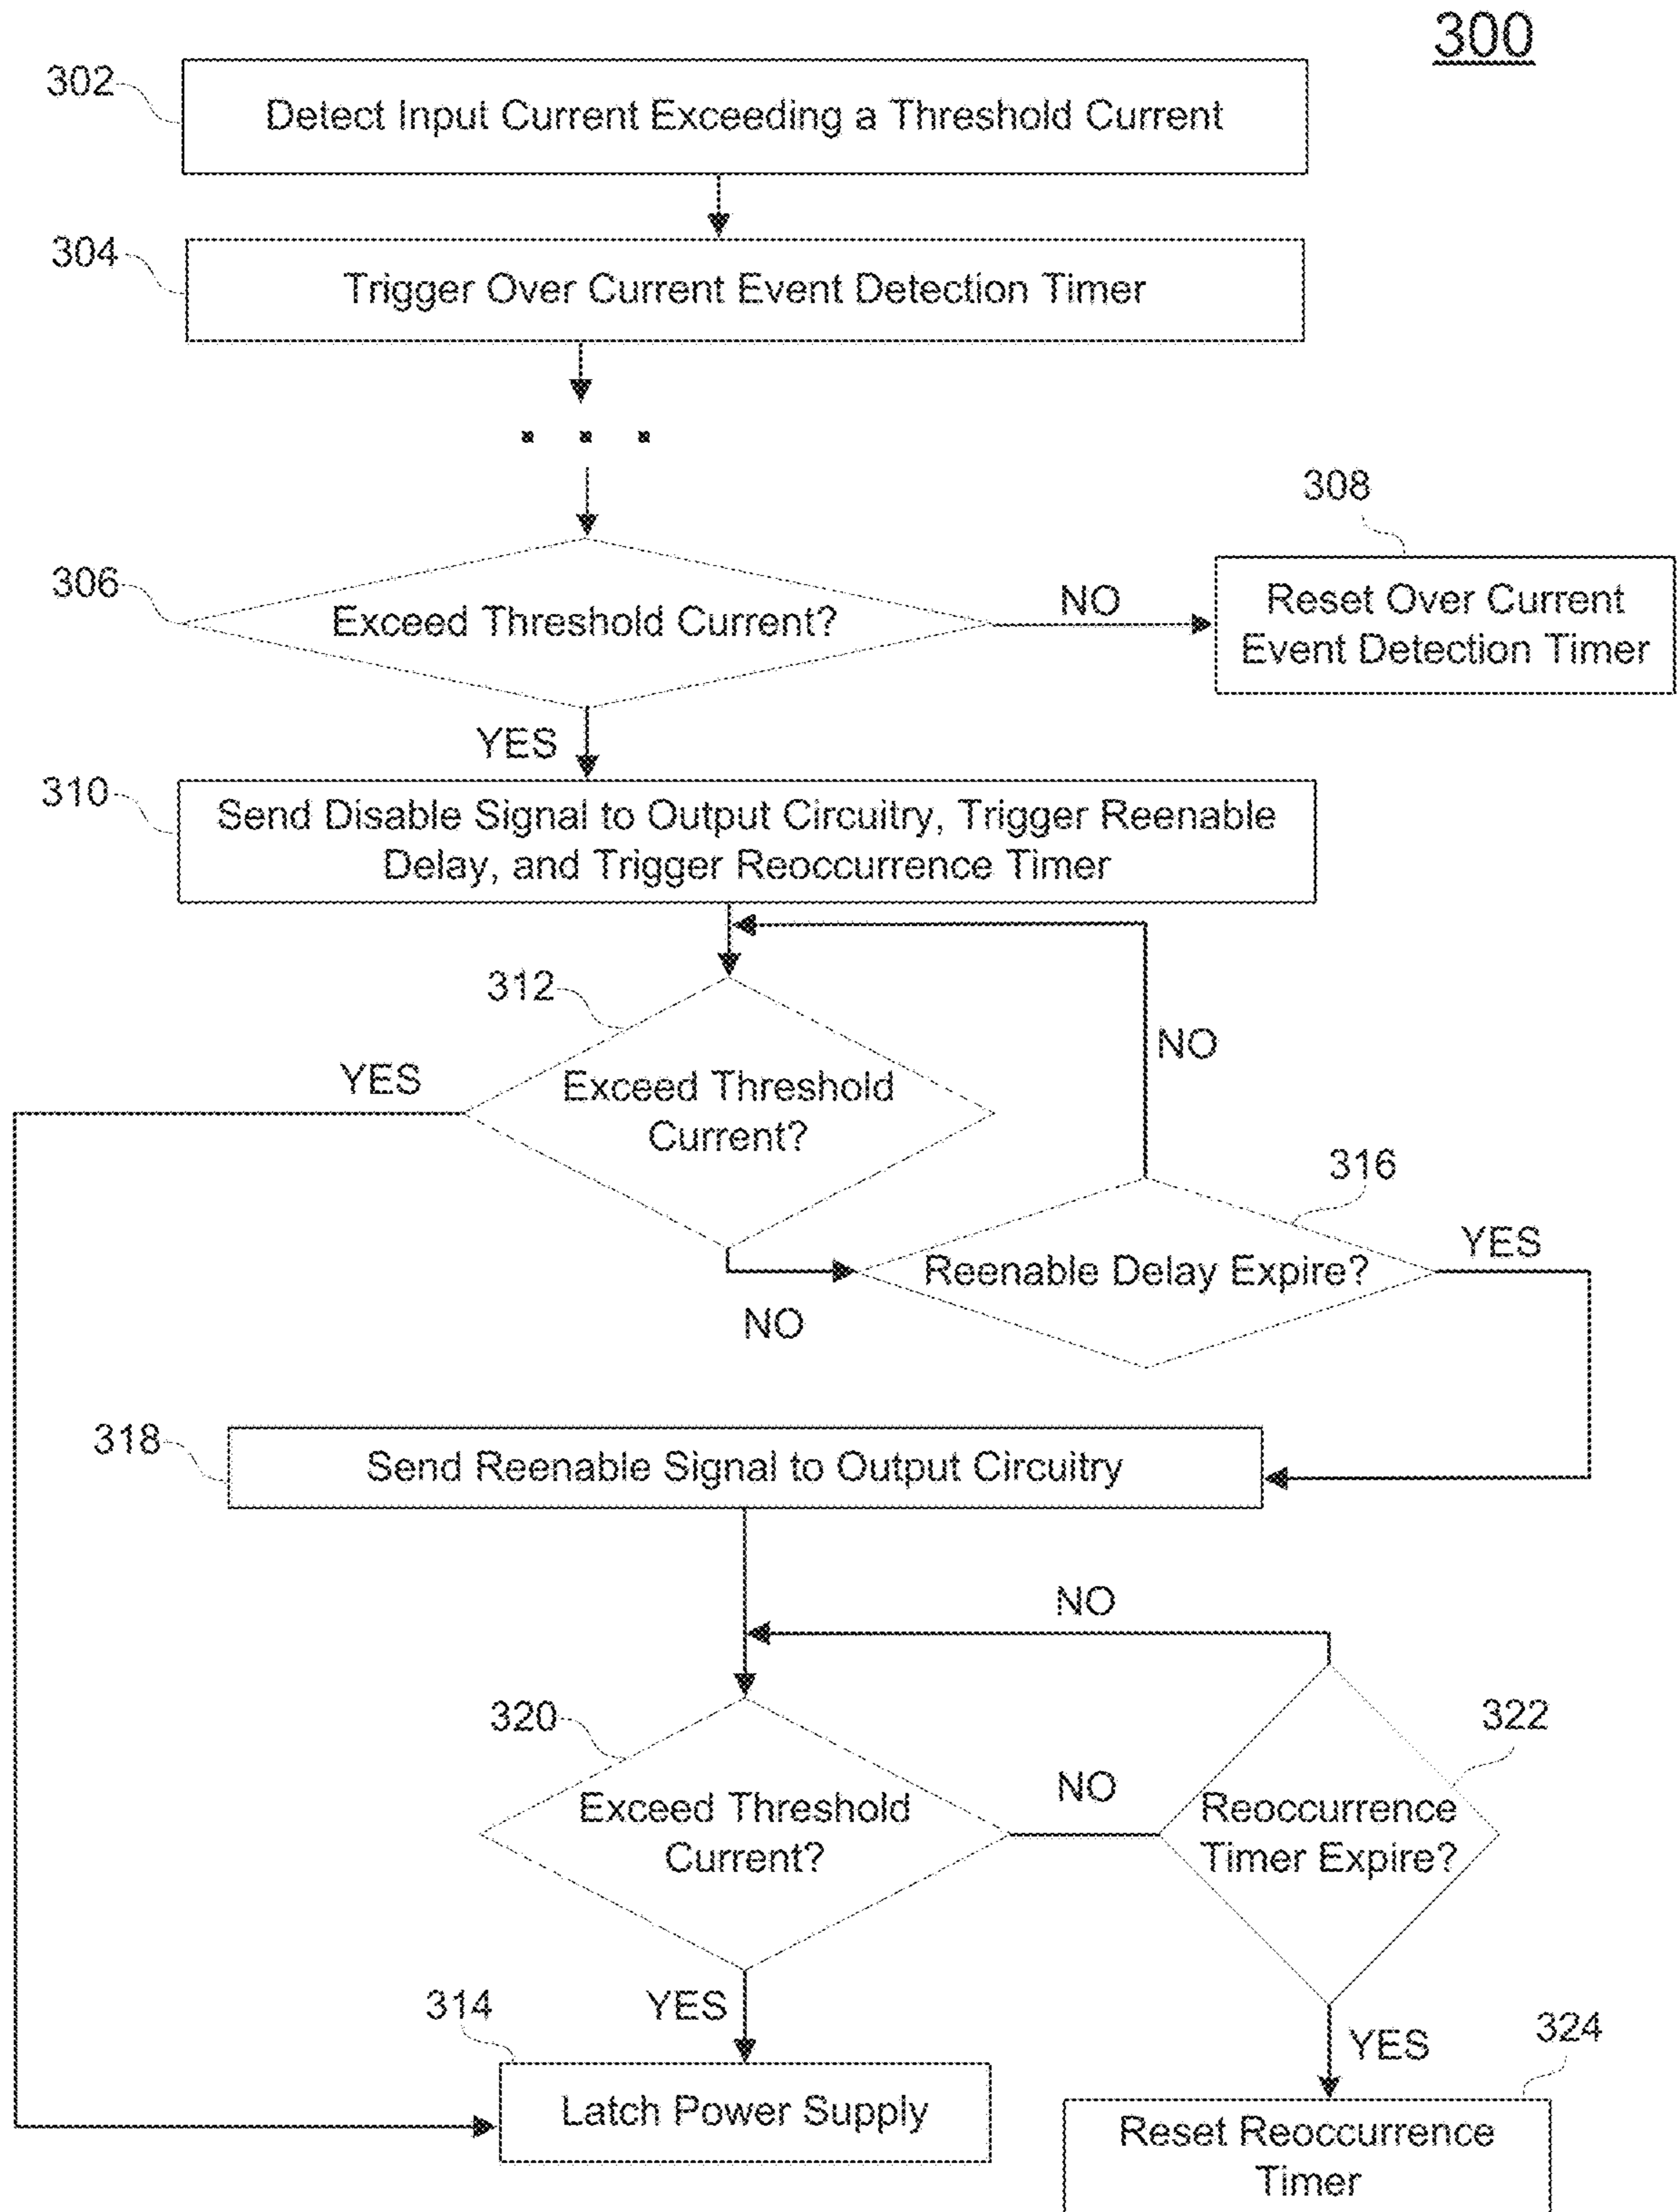 300
302
Detect Input Current Exceeding a Threshold Current
304
Trigger Over Current Event Detection Timer
. . .
306
Exceed Threshold Current?
NO
308
Reset Over Current
Event Detection Timer
YES
310
Send Disable Signal to Output Circuitry, Trigger Reenable
Delay, and Trigger Reoccurrence Timer
312
Exceed Threshold
Current?
YES
NO
NO
316
Reenable Delay Expire?
YES
318
Send Reenable Signal to Output Circuitry
NO
320
Exceed Threshold
Current?
NO
322
Reoccurrence
Timer Expire?
YES
314
Latch Power Supply
YES
324
Reset Reoccurrence
Timer